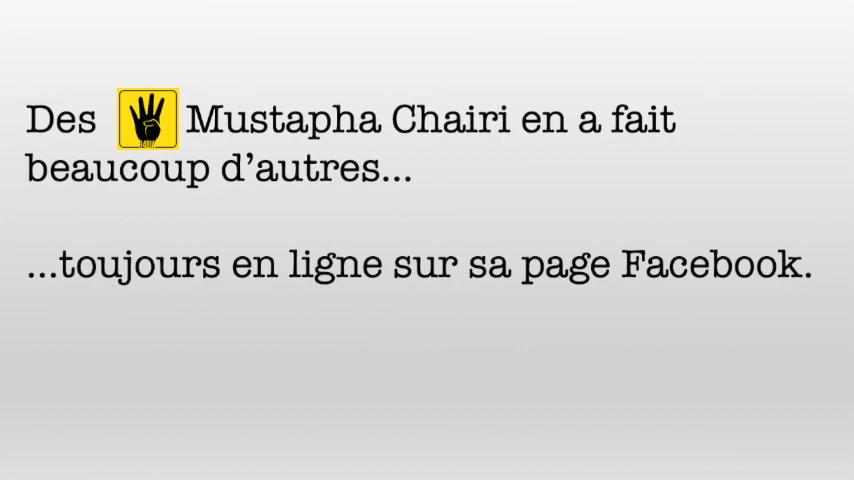 Des Mustapha Chairi en a fait
beaucoup d’autres...
...toujours en ligne sur sa page Facebook.